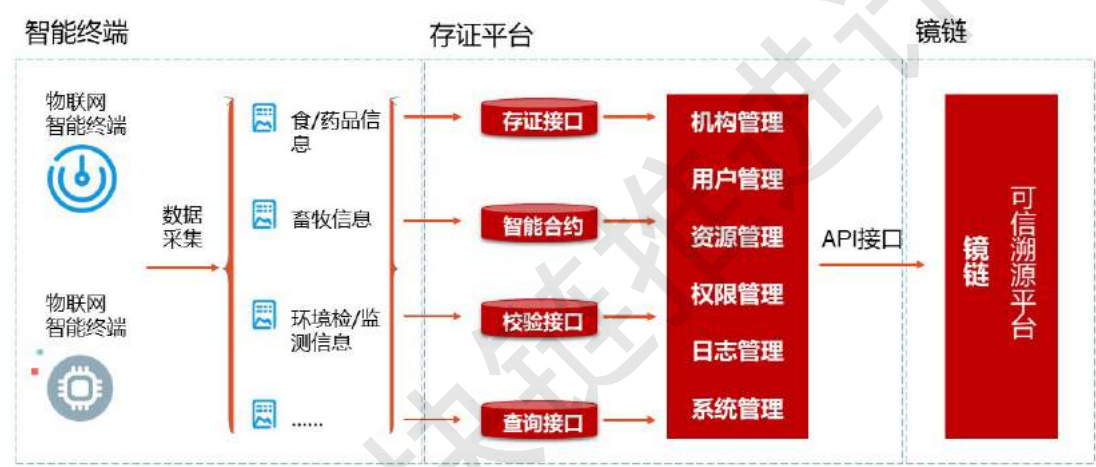 智能终端
存证平台
镜链
物联网
智能终端
数据
采集
物联网
智能终端
食/药品信
息
畜牧信息
环境检/监
测信息
......
存证接口
智能合约
校验接口
查询接口
机构管理
用户管理
资源管理
权限管理
日志管理
系统管理
API接口
镜链
可信溯源平台